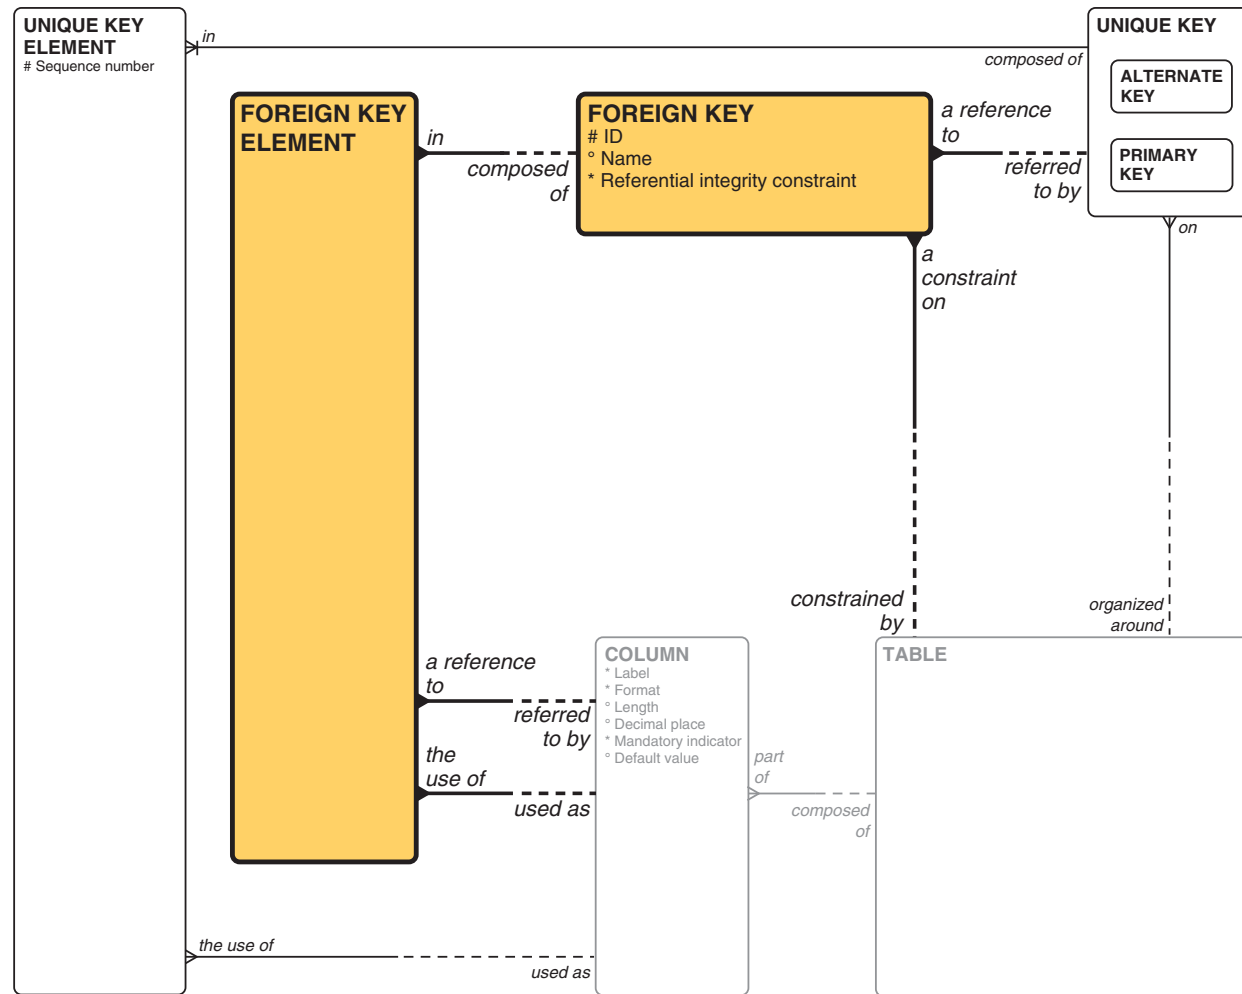 UNIQUE KEY
ELEMENT
# Sequence number
in
composed of
UNIQUE KEY
ALTERNATE
KEY
PRIMARY
KEY
FOREIGN KEY
ELEMENT
in
composed
of
FOREIGN KEY
# ID
° Name
* Referential integrity constraint
a reference
to
referred
to by
on
a
constraint
on
constrained
by
organized
around
a reference
to
referred
to by
the
use of
used as
COLUMN
* Label
* Format
° Length
° Decimal place
* Mandatory indicator
° Default value
part
of
composed
of
TABLE
the use of
used as